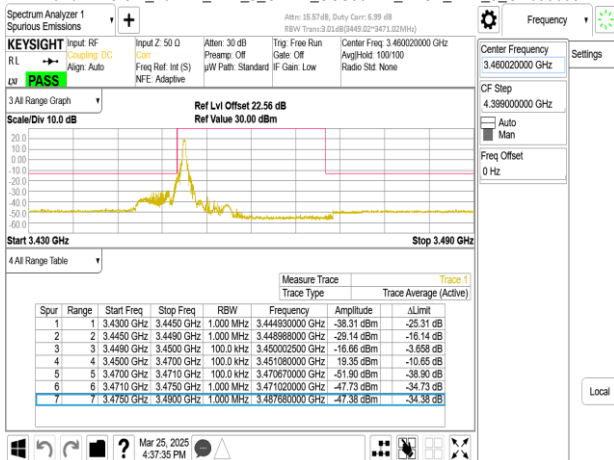 Spectrum Analyzer 1
Spurious Emissions
Attn: 15.57dB, Duty Corr: 6.99 dB
RBW Trans:3.01dB(3449.02~3471.02MHz)
Frequency
KEYSIGHT
Input: RF
Coupling: DC
Align: Auto
Input Z: 50 Ω
Corr
Freq Ref: Int (S)
NFE: Adaptive
Atten: 30 dB
Preamp: Off
µW Path: Standard
Trig: Free Run
Gate: Off
IF Gain: Low
Center Freq: 3.460020000 GHz
Avg|Hold: 100/100
Radio Std: None
RL
LXI
PASS
Center Frequency
3.460020000 GHz
Settings
CF Step
4.399000000 GHz
Auto
Man
Freq Offset
0 Hz
3 All Range Graph
Scale/Div 10.0 dB
Ref Lvl Offset 22.56 dB
Ref Value 30.00 dBm
20.0
10.0
0.00
-10.0
-20.0
-30.0
-40.0
-50.0
-60.0
Start 3.430 GHz
Stop 3.490 GHz
4 All Range Table
Measure Trace Trace 1
Trace Type Trace Average (Active)
Spur Range Start Freq Stop Freq RBW Frequency Amplitude ΔLimit
1 1 3.4300 GHz 3.4450 GHz 1.000 MHz 3.444930000 GHz -38.31 dBm -25.31 dB
2 2 3.4450 GHz 3.4490 GHz 1.000 MHz 3.448988000 GHz -29.14 dBm -16.14 dB
3 3 3.4490 GHz 3.4500 GHz 100.0 kHz 3.450002500 GHz -16.66 dBm -3.658 dB
4 4 3.4500 GHz 3.4700 GHz 100.0 kHz 3.451080000 GHz 19.35 dBm -10.65 dB
5 5 3.4700 GHz 3.4710 GHz 100.0 kHz 3.470670000 GHz -51.90 dBm -38.90 dB
6 6 3.4710 GHz 3.4750 GHz 1.000 MHz 3.471020000 GHz -47.73 dBm -34.73 dB
7 7 3.4750 GHz 3.4900 GHz 1.000 MHz 3.487680000 GHz -47.38 dBm -34.38 dB
Local
Mar 25, 2025
4:37:35 PM